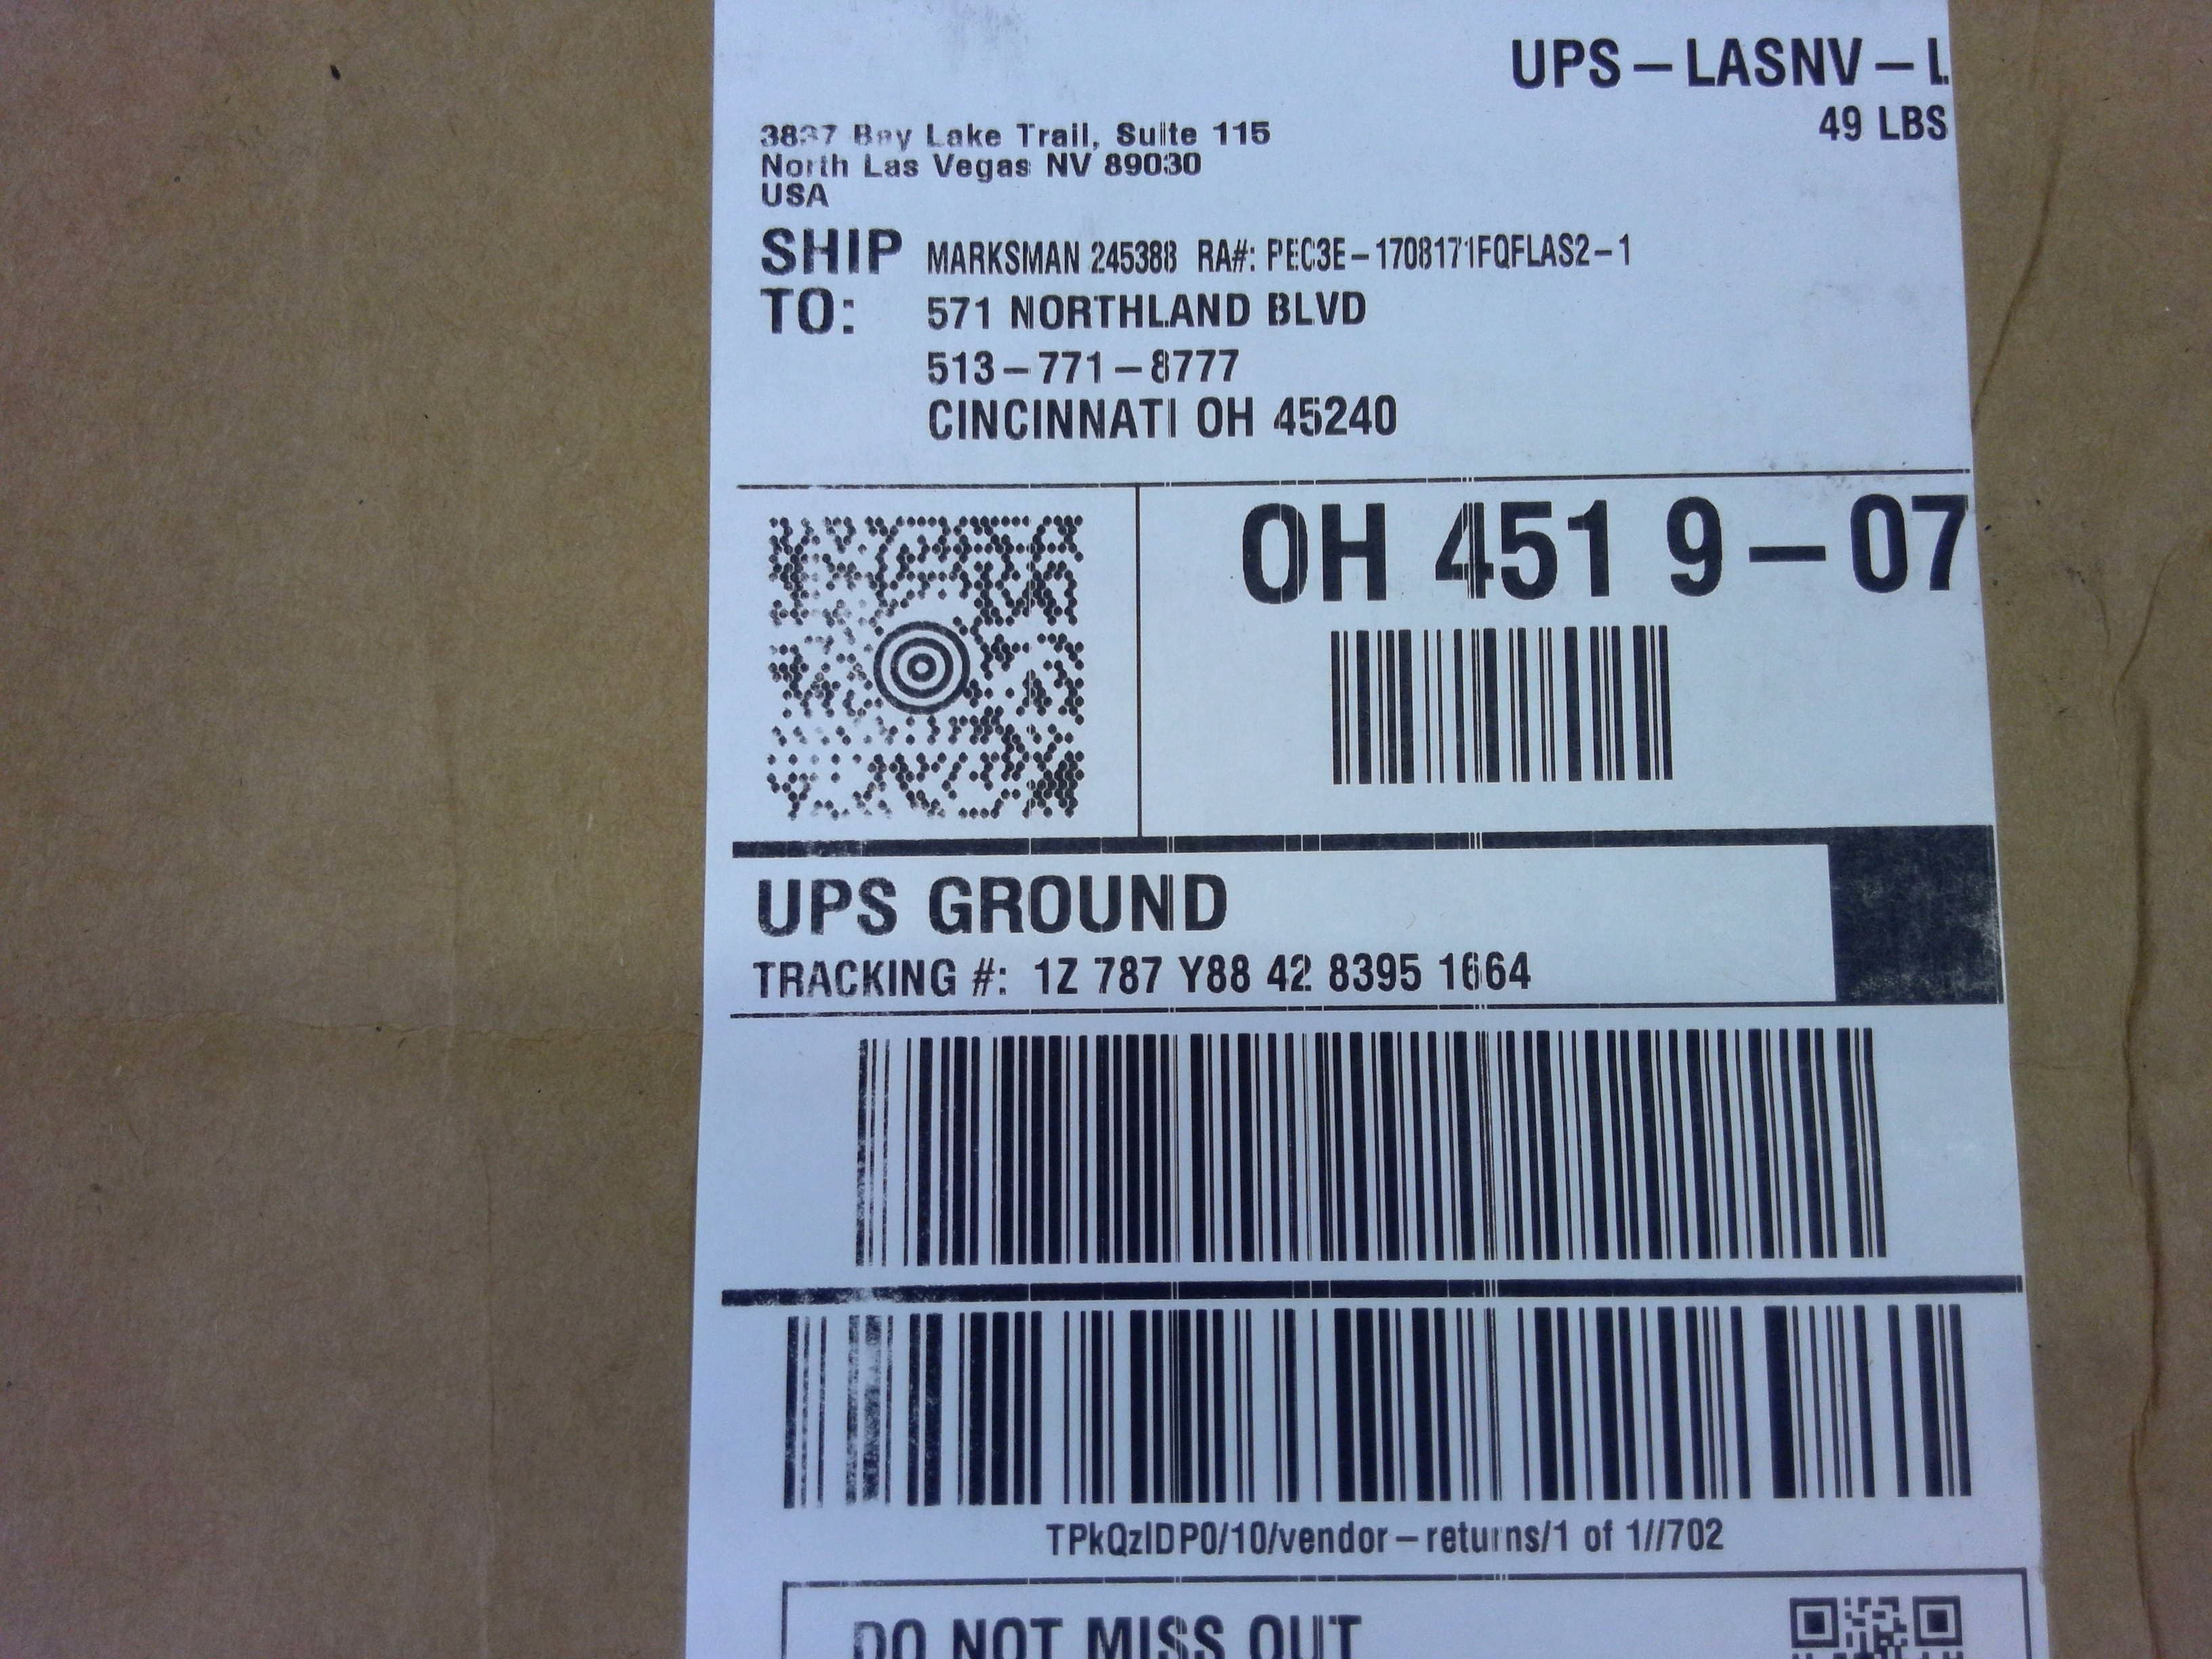 UPS – LASNV – L
49 LBS
3837 Bay Lake Trail, Suite 115
North Las Vegas NV 89030
USA
SHIP TO:
MARKSMAN 245388 RA#: PEC3E – 1708171FQFLAS2 – 1
571 NORTHLAND BLVD
513 – 771 – 8777
CINCINNATI OH 45240
OH 451 9 – 07
UPS GROUND
TRACKING #: 1Z 787 Y88 42 8395 1664
TPkQzlDP0/10/vendor – returns/1 of 1//702
DO NOT MISS OUT